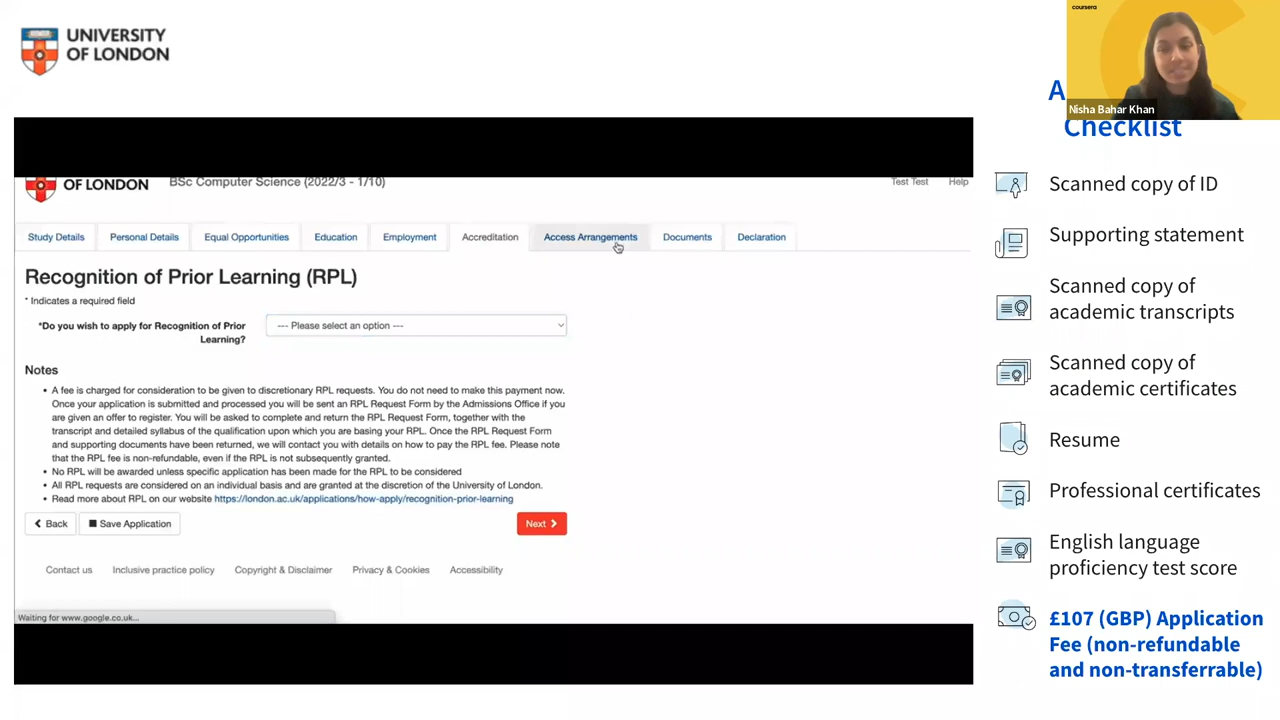 UNIVERSITY
OF LONDON
coursera
Nisha Bahar Khan
A
Checklist
OF LONDON
BSc Computer Science (2022/3 - 1/10)
Test Test
Help
Study Details
Personal Details
Equal Opportunities
Education
Employment
Accreditation
Access Arrangements
Documents
Declaration
Recognition of Prior Learning (RPL)
* Indicates a required field
*Do you wish to apply for Recognition of Prior
Learning?
--- Please select an option ---
Notes
• A fee is charged for consideration to be given to discretionary RPL requests. You do not need to make this payment now.
Once your application is submitted and processed you will be sent an RPL Request Form by the Admissions Office if you
are given an offer to register. You will be asked to complete and return the RPL Request Form, together with the
transcript and detailed syllabus of the qualification upon which you are basing your RPL. Once the RPL Request Form
and supporting documents have been returned, we will contact you with details on how to pay the RPL fee. Please note
that the RPL fee is non-refundable, even if the RPL is not subsequently granted.
• No RPL will be awarded unless specific application has been made for the RPL to be considered
• All RPL requests are considered on an individual basis and are granted at the discretion of the University of London.
• Read more about RPL on our website https://london.ac.uk/applications/how-apply/recognition-prior-learning
Back
Save Application
Next
Contact us
Inclusive practice policy
Copyright & Disclaimer
Privacy & Cookies
Accessibility
Waiting for www.google.co.uk...
Scanned copy of ID
Supporting statement
Scanned copy of
academic transcripts
Scanned copy of
academic certificates
Resume
Professional certificates
English language
proficiency test score
£107 (GBP) Application
Fee (non-refundable
and non-transferrable)